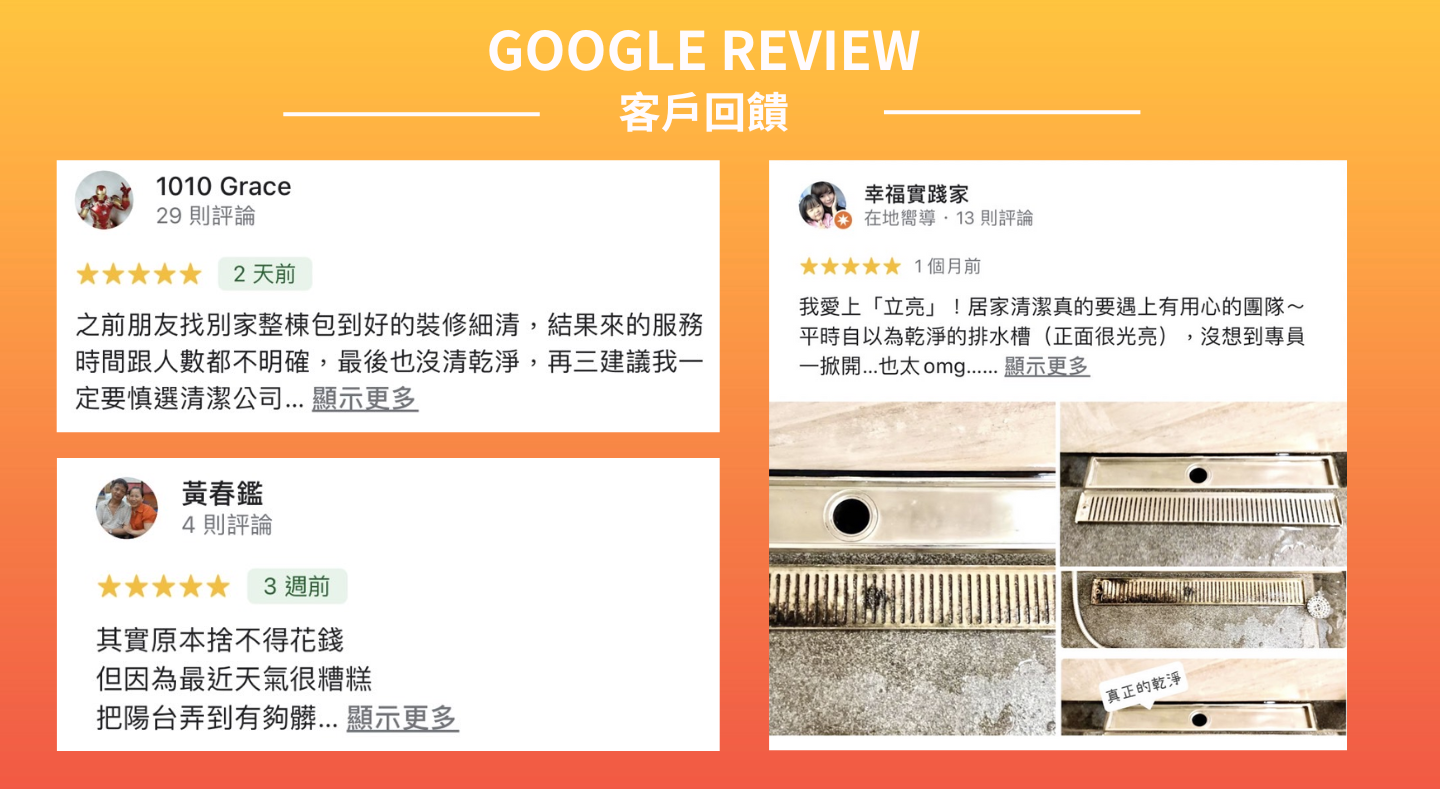 GOOGLE REVIEW
客戶回饋
1010 Grace
29 則評論
2 天前
之前朋友找別家整棟包到好的裝修細清，結果來的服務
時間跟人數都不明確，最後也沒清乾淨，再三建議我一
定要慎選清潔公司... 顯示更多
黃春鑑
4 則評論
3 週前
其實原本捨不得花錢
但因為最近天氣很糟糕
把陽台弄到有夠髒... 顯示更多
幸福實踐家
在地嚮導・13 則評論
1 個月前
我愛上「立亮」！居家清潔真的要遇上有用心的團隊～
平時自以為乾淨的排水槽（正面很光亮），沒想到專員
一掀開...也太omg...... 顯示更多
真正的乾淨